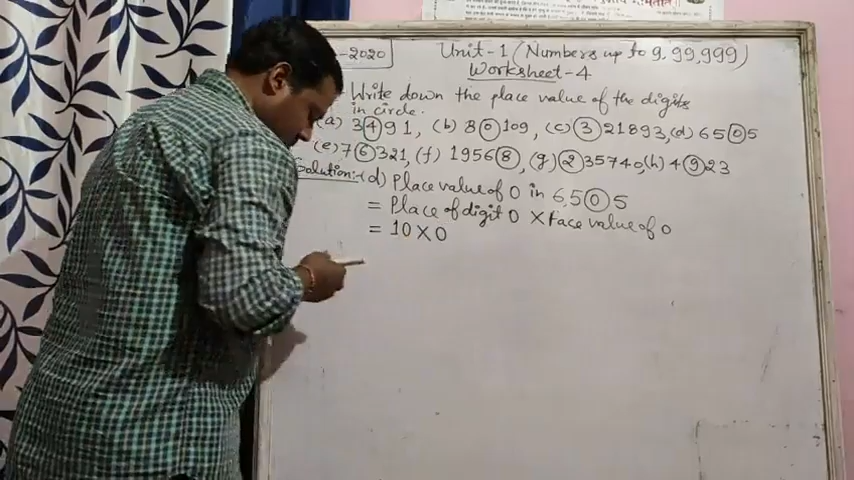 -2020
Unit-1 (Numbers up to 9,99,999)
Worksheet-4
Write down the place value of the digits
in circle.
(a) 3491, (b) 80109, (c) 321893, (d) 6505
(e) 76321, (f) 19568, (g) 235740, (h) 4923
Solution:- (d) Place value of 0 in 6,505
= Place of digit 0 × Face value of 0
= 10 × 0